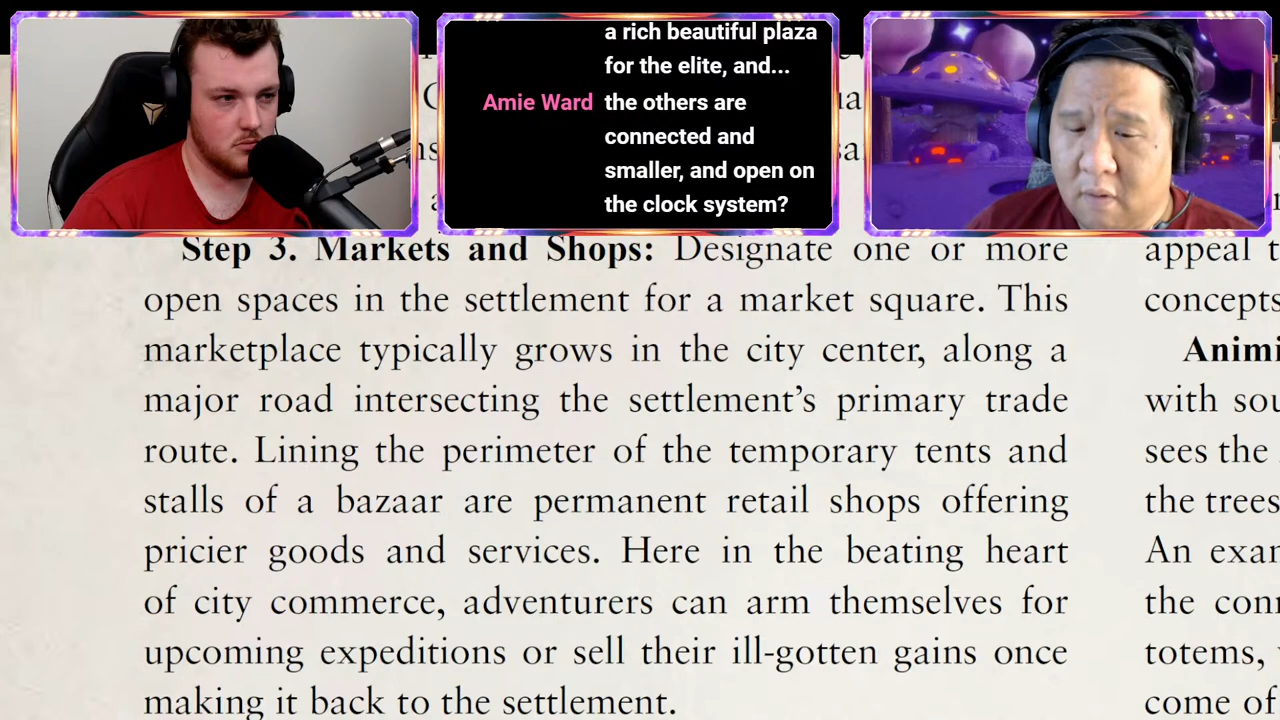 a rich beautiful plaza
for the elite, and...
Amie Ward the others are
connected and
smaller, and open on
the clock system?
Step 3. Markets and Shops: Designate one or more
open spaces in the settlement for a market square. This
marketplace typically grows in the city center, along a
major road intersecting the settlement’s primary trade
route. Lining the perimeter of the temporary tents and
stalls of a bazaar are permanent retail shops offering
pricier goods and services. Here in the beating heart
of city commerce, adventurers can arm themselves for
upcoming expeditions or sell their ill-gotten gains once
making it back to the settlement.
appeal
concepts
with
sees the
the trees
An
the
totems,
come of